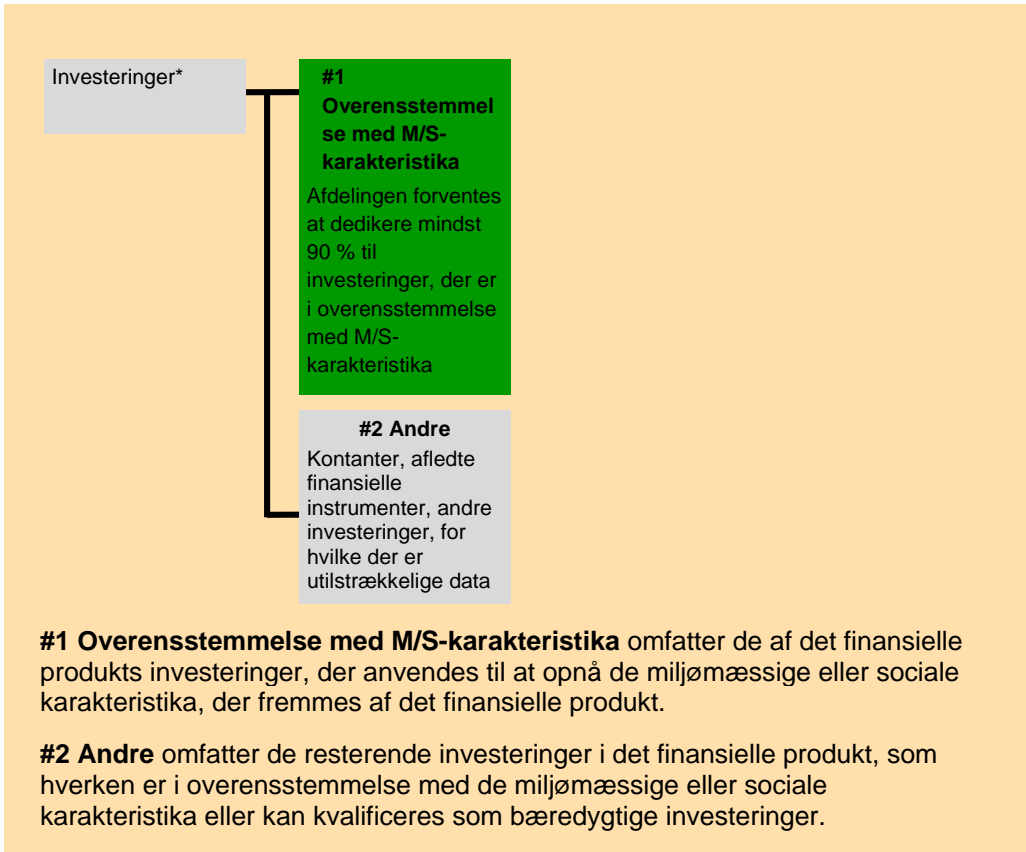 Investeringer*
#1
Overensstemmel
se med M/S-
karakteristika
Afdelingen forventes
at dedikere mindst
90 % til
investeringer, der er
i overensstemmelse
med M/S-
karakteristika
#2 Andre
Kontanter, afledte
finansielle
instrumenter, andre
investeringer, for
hvilke der er
utilstrækkelige data
#1 Overensstemmelse med M/S-karakteristika omfatter de af det finansielle
produkts investeringer, der anvendes til at opnå de miljømæssige eller sociale
karakteristika, der fremmes af det finansielle produkt.
#2 Andre omfatter de resterende investeringer i det finansielle produkt, som
hverken er i overensstemmelse med de miljømæssige eller sociale
karakteristika eller kan kvalificeres som bæredygtige investeringer.